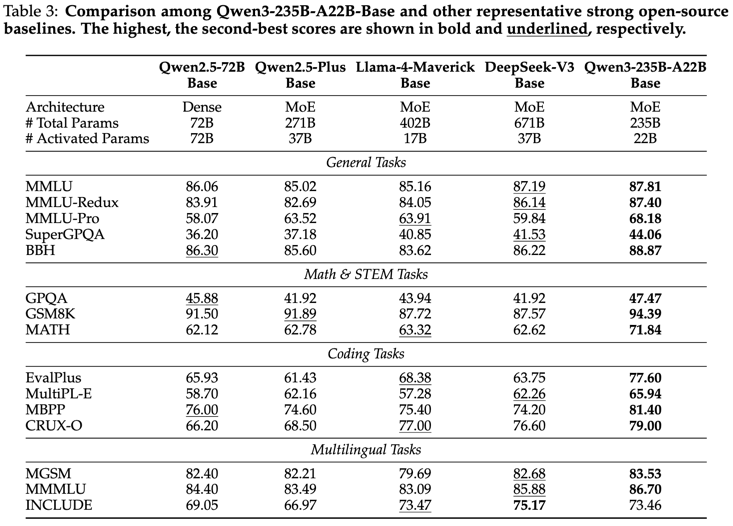 Table 3: Comparison among Qwen3-235B-A22B-Base and other representative strong open-source
baselines. The highest, the second-best scores are shown in bold and underlined, respectively.
Qwen2.5-72B Qwen2.5-Plus Llama-4-Maverick DeepSeek-V3 Qwen3-235B-A22B
Base Base Base Base Base
Architecture Dense MoE MoE MoE MoE
# Total Params 72B 271B 402B 671B 235B
# Activated Params 72B 37B 17B 37B 22B
General Tasks
MMLU 86.06 85.02 85.16 87.19 87.81
MMLU-Redux 83.91 82.69 84.05 86.14 87.40
MMLU-Pro 58.07 63.52 63.91 59.84 68.18
SuperGPQA 36.20 37.18 40.85 41.53 44.06
BBH 86.30 85.60 83.62 86.22 88.87
Math & STEM Tasks
GPQA 45.88 41.92 43.94 41.92 47.47
GSM8K 91.50 91.89 87.72 87.57 94.39
MATH 62.12 62.78 63.32 62.62 71.84
Coding Tasks
EvalPlus 65.93 61.43 68.38 63.75 77.60
MultiPL-E 58.70 62.16 57.28 62.26 65.94
MBPP 76.00 74.60 75.40 74.20 81.40
CRUX-O 66.20 68.50 77.00 76.60 79.00
Multilingual Tasks
MGSM 82.40 82.21 79.69 82.68 83.53
MMMLU 84.40 83.49 83.09 85.88 86.70
INCLUDE 69.05 66.97 73.47 75.17 73.46